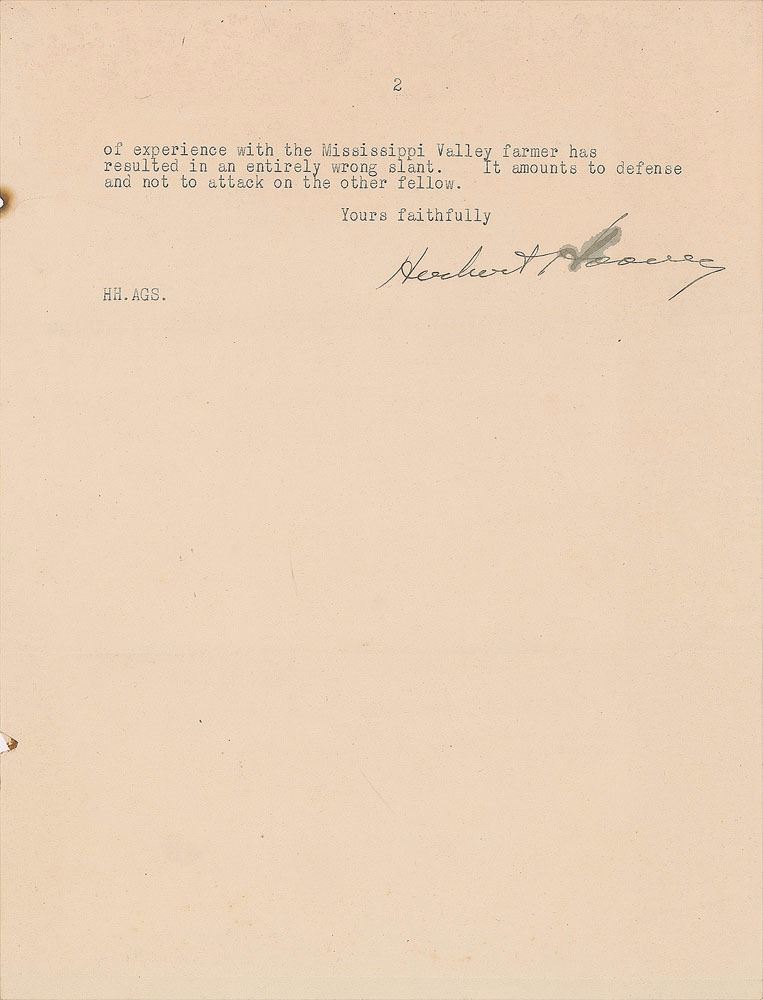 2
of experience with the Mississippi Valley farmer has
resulted in an entirely wrong slant.   It amounts to defense
and not to attack on the other fellow.
Yours faithfully
Herbert Hoover
HH.AGS.